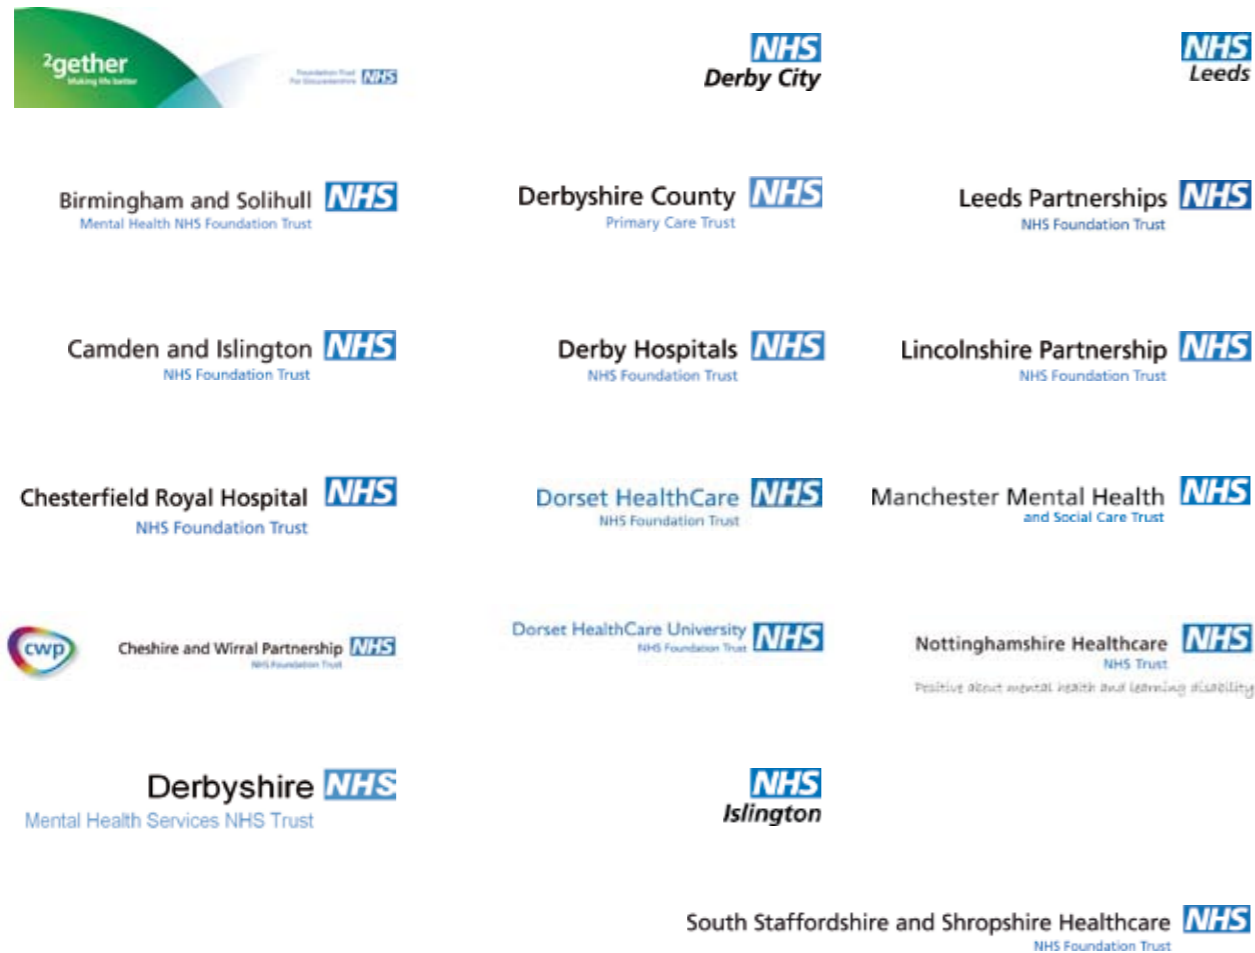 ²gether
Making life better
Foundation Trust
For Gloucestershire
NHS
NHS
Derby City
NHS
Leeds
Birmingham and Solihull NHS
Mental Health NHS Foundation Trust
Derbyshire County NHS
Primary Care Trust
Leeds Partnerships NHS
NHS Foundation Trust
Camden and Islington NHS
NHS Foundation Trust
Derby Hospitals NHS
NHS Foundation Trust
Lincolnshire Partnership NHS
NHS Foundation Trust
Chesterfield Royal Hospital NHS
NHS Foundation Trust
Dorset HealthCare NHS
NHS Foundation Trust
Manchester Mental Health NHS
and Social Care Trust
cwp
Cheshire and Wirral Partnership NHS
NHS Foundation Trust
Dorset HealthCare University NHS
NHS Foundation Trust
Nottinghamshire Healthcare NHS
NHS Trust
Positive about mental health and learning disability
Derbyshire NHS
Mental Health Services NHS Trust
NHS
Islington
South Staffordshire and Shropshire Healthcare NHS
NHS Foundation Trust